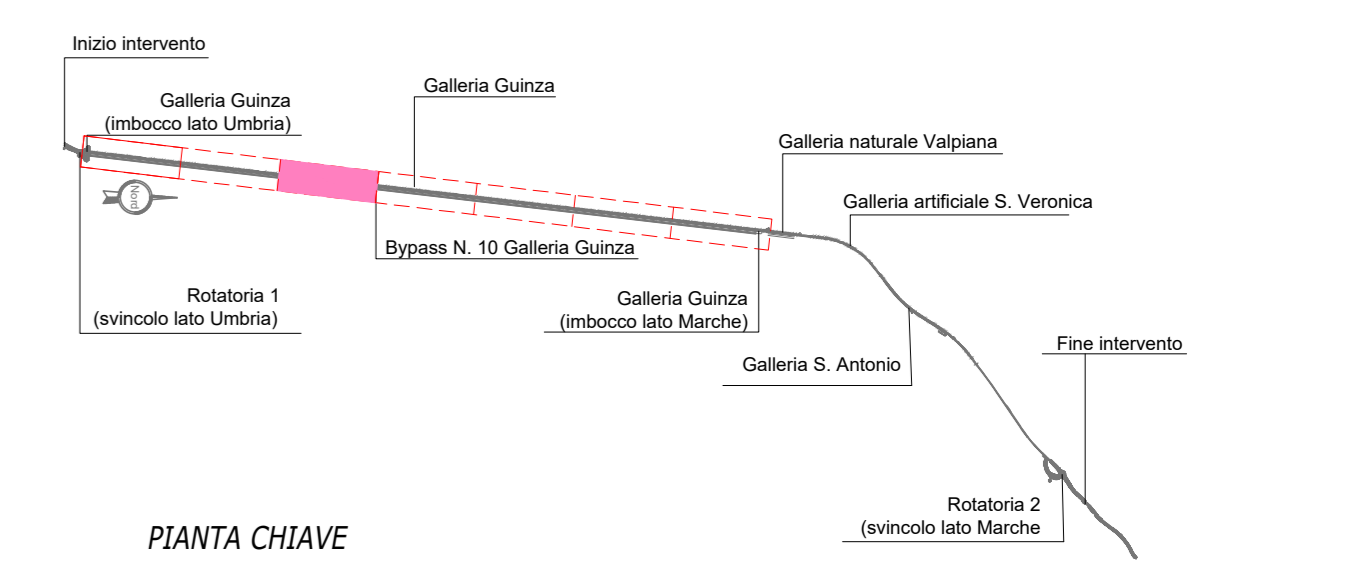 Inizio intervento
Galleria Guinza
(imbocco lato Umbria)
Galleria Guinza
Galleria naturale Valpiana
Galleria artificiale S. Veronica
Nord
Bypass N. 10 Galleria Guinza
Rotatoria 1
(svincolo lato Umbria)
Galleria Guinza
(imbocco lato Marche)
Galleria S. Antonio
Fine intervento
Rotatoria 2
(svincolo lato Marche
PIANTA CHIAVE